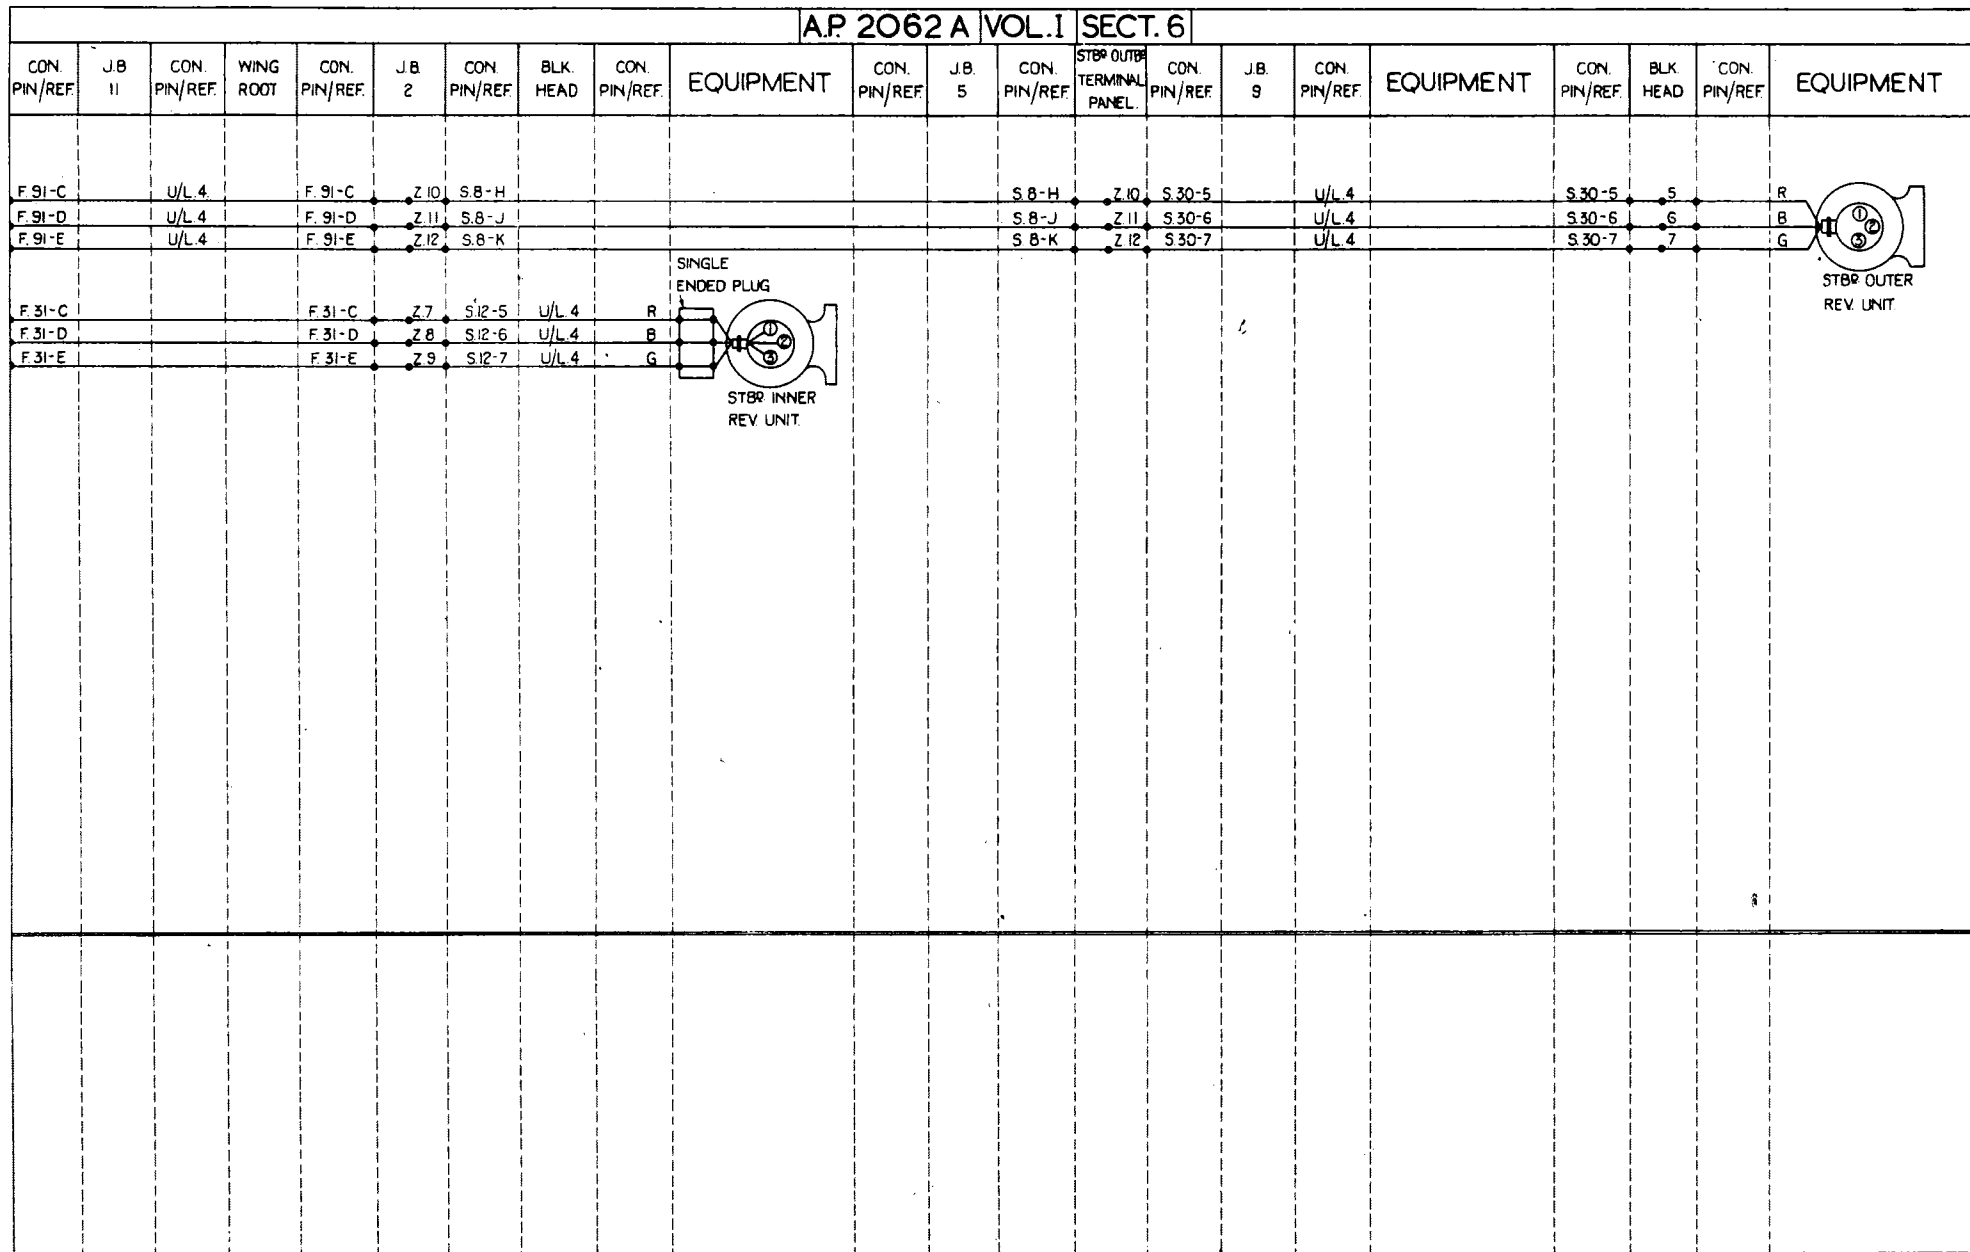 A.P. 2062 A VOL. I SECT. 6
CON. PIN/REF. J.B 11 CON. PIN/REF. WING ROOT CON. PIN/REF. J.B. 2 CON. PIN/REF. BLK. HEAD CON. PIN/REF. EQUIPMENT CON. PIN/REF. J.B. 5 CON. PIN/REF. STBD OUTER TERMINAL PANEL. CON. PIN/REF. J.B. 9 CON. PIN/REF. EQUIPMENT CON. PIN/REF. BLK. HEAD CON. PIN/REF. EQUIPMENT
F. 91-C U/L.4 F. 91-C Z.10 S.8-H S.8-H Z.10 S.30-5 U/L.4 S.30-5 5 R
F. 91-D U/L.4 F. 91-D Z.11 S.8-J S.8-J Z.11 S.30-6 U/L.4 S.30-6 6 B
F. 91-E U/L.4 F. 91-E Z.12 S.8-K S.8-K Z.12 S.30-7 U/L.4 S.30-7 7 G
① ② ③
STBD OUTER
REV. UNIT.
SINGLE
ENDED PLUG
F. 31-C F. 31-C Z.7 S.12-5 U/L.4 R
F. 31-D F. 31-D Z.8 S.12-6 U/L.4 B
F. 31-E F. 31-E Z.9 S.12-7 U/L.4 G
① ② ③
STBD INNER
REV. UNIT.